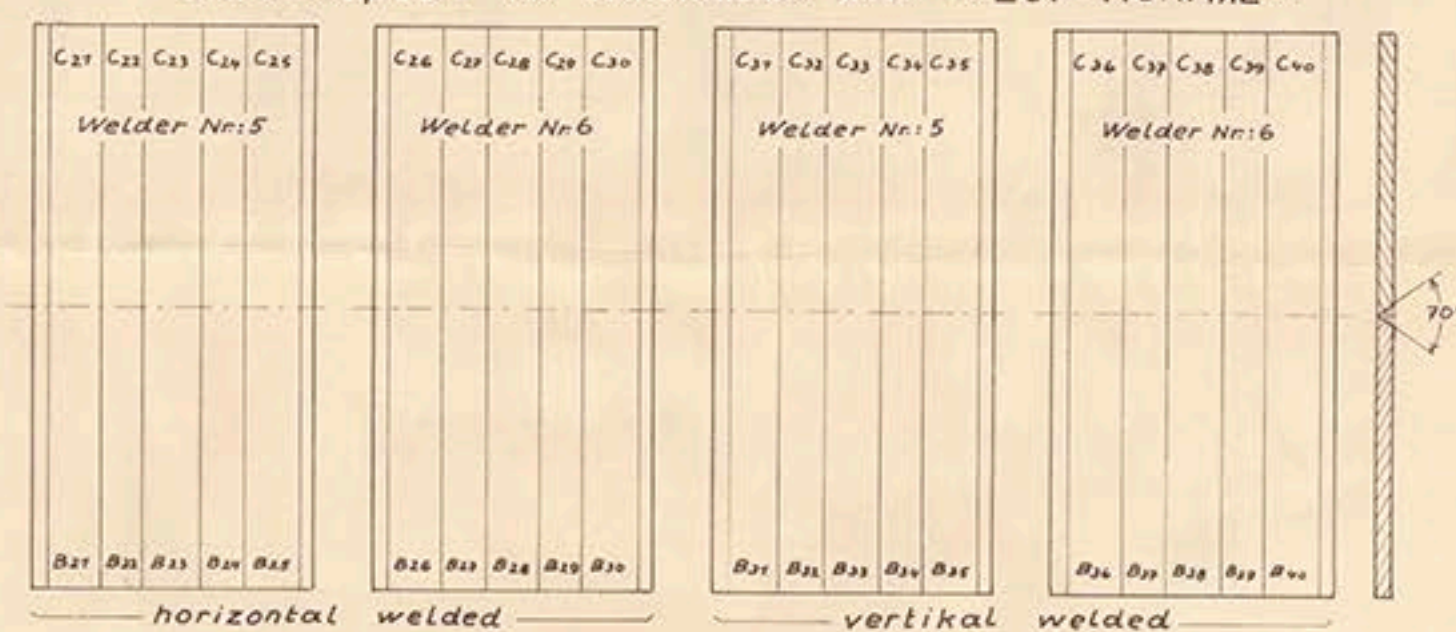 C21 C22 C23 C24 C25
Welder Nr.: 5
B21 B22 B23 B24 B25
C26 C27 C28 C29 C30
Welder Nr. 6
B26 B27 B28 B29 B30
horizontal welded
C31 C32 C33 C34 C35
Welder Nr.: 5
B31 B32 B33 B34 B35
C36 C37 C38 C39 C40
Welder Nr.: 6
B36 B37 B38 B39 B40
vertikal welded
70